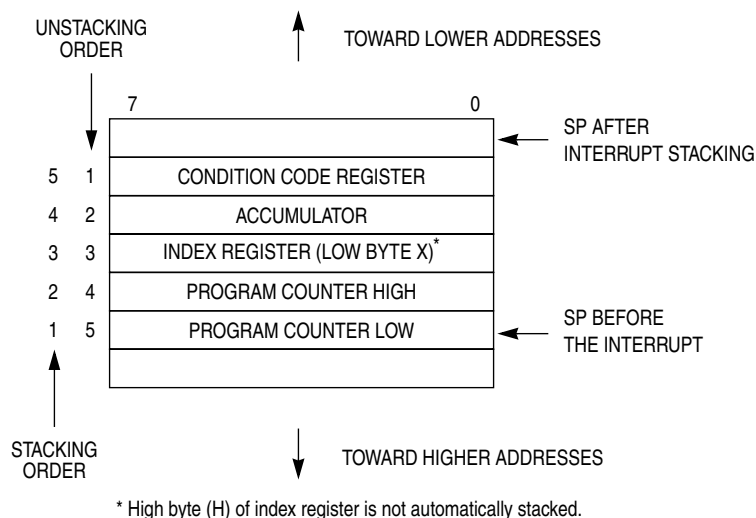 UNSTACKING
ORDER
TOWARD LOWER ADDRESSES
7 0
SP AFTER
INTERRUPT STACKING
5 1 CONDITION CODE REGISTER
4 2 ACCUMULATOR
3 3 INDEX REGISTER (LOW BYTE X)*
2 4 PROGRAM COUNTER HIGH
1 5 PROGRAM COUNTER LOW
SP BEFORE
THE INTERRUPT
STACKING
ORDER
TOWARD HIGHER ADDRESSES
* High byte (H) of index register is not automatically stacked.